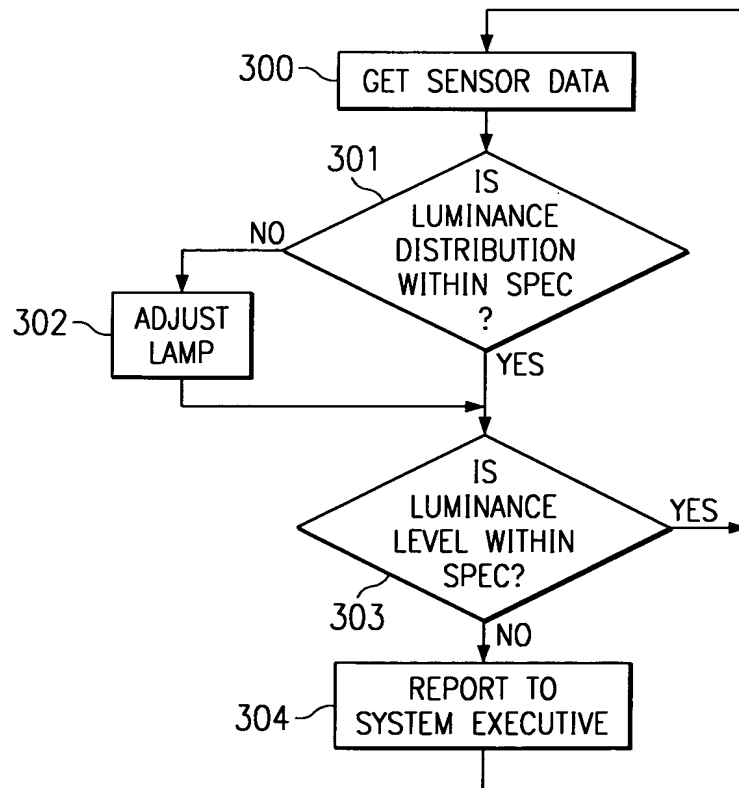 300
GET SENSOR DATA
301
IS
LUMINANCE
DISTRIBUTION
WITHIN SPEC
?
NO
YES
302
ADJUST
LAMP
IS
LUMINANCE
LEVEL WITHIN
SPEC?
YES
303
NO
304
REPORT TO
SYSTEM EXECUTIVE